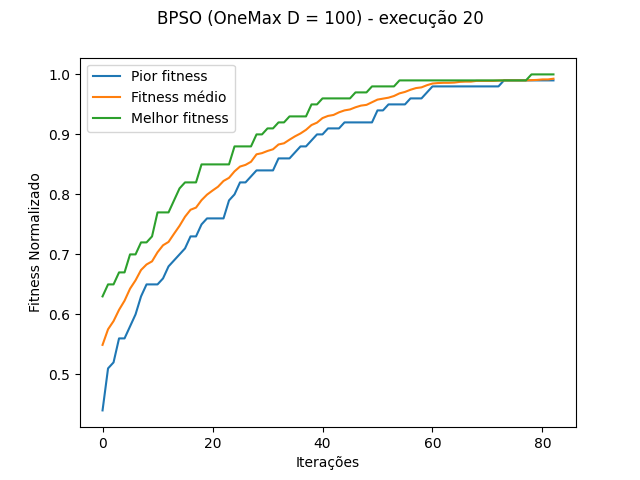 BPSO (OneMax D = 100) - execução 20
Pior fitness
Fitness médio
Melhor fitness
Fitness Normalizado
1.0
0.9
0.8
0.7
0.6
0.5
0 20 40 60 80
Iterações